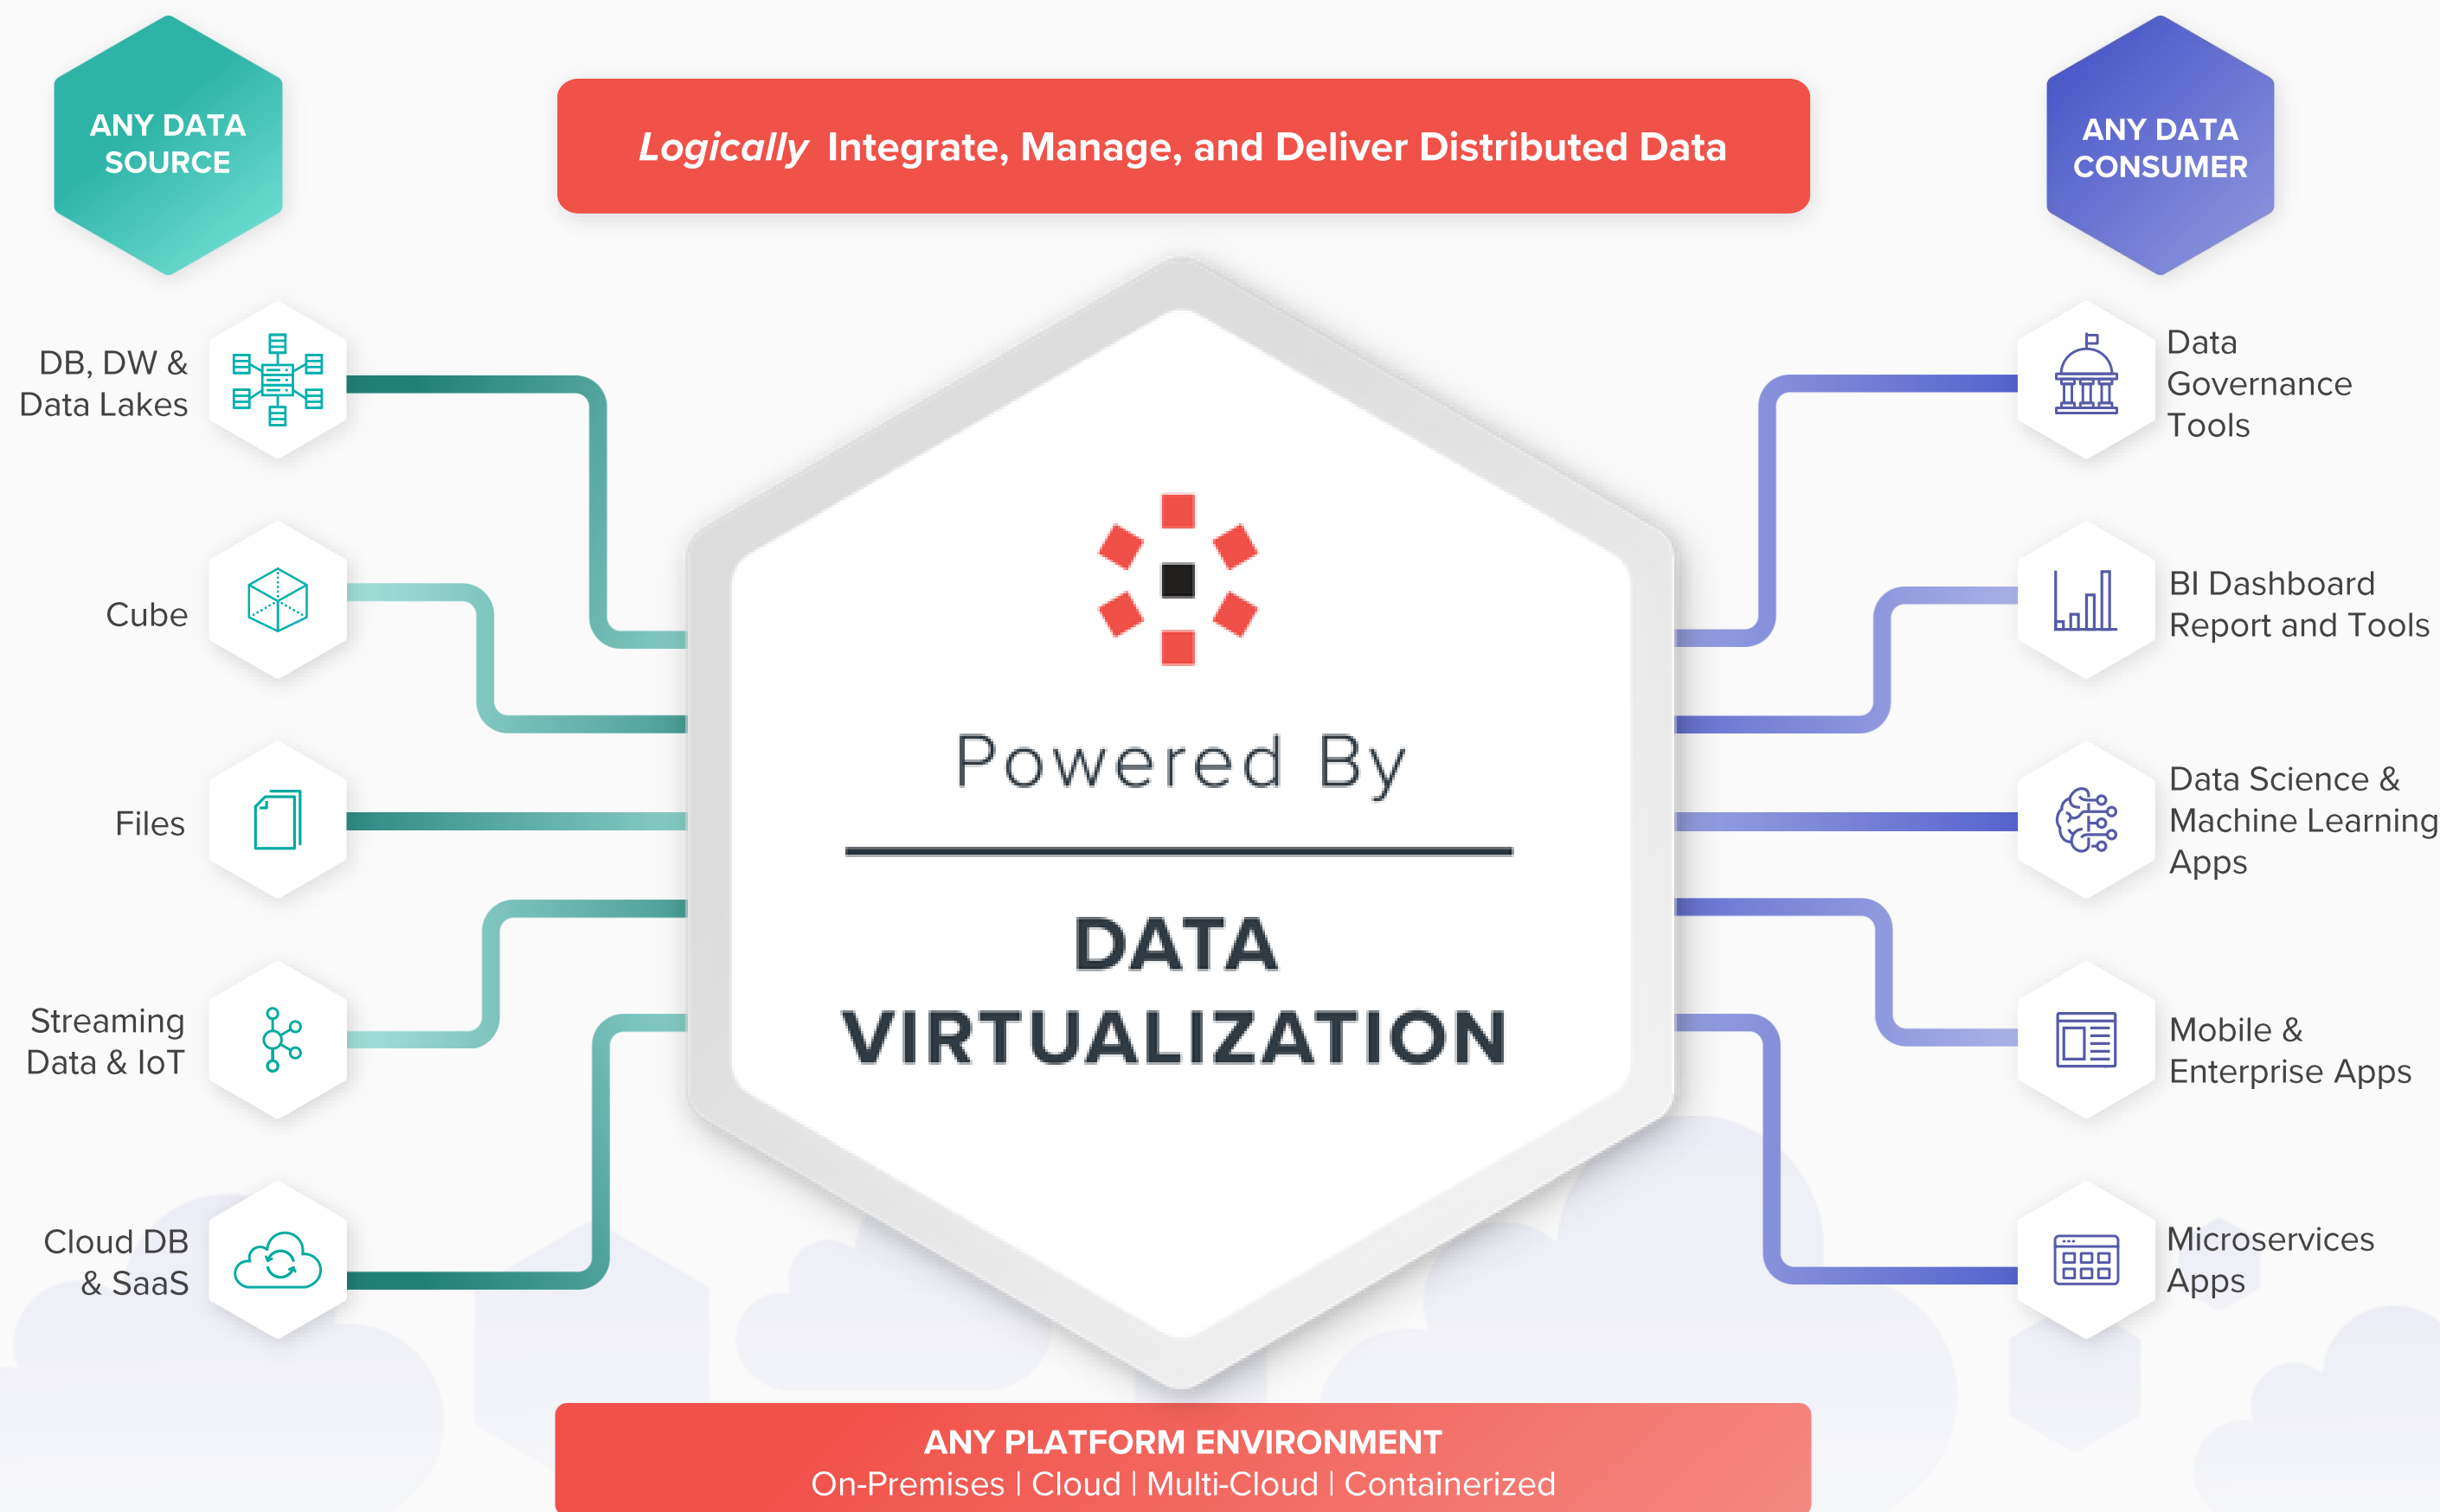 ANY DATA
SOURCE
Logically Integrate, Manage, and Deliver Distributed Data
ANY DATA
CONSUMER
DB, DW &
Data Lakes
Cube
Files
Streaming
Data & IoT
Cloud DB
& SaaS
Powered By
DATA
VIRTUALIZATION
Data
Governance
Tools
BI Dashboard
Report and Tools
Data Science &
Machine Learning
Apps
Mobile &
Enterprise Apps
Microservices
Apps
ANY PLATFORM ENVIRONMENT
On-Premises | Cloud | Multi-Cloud | Containerized